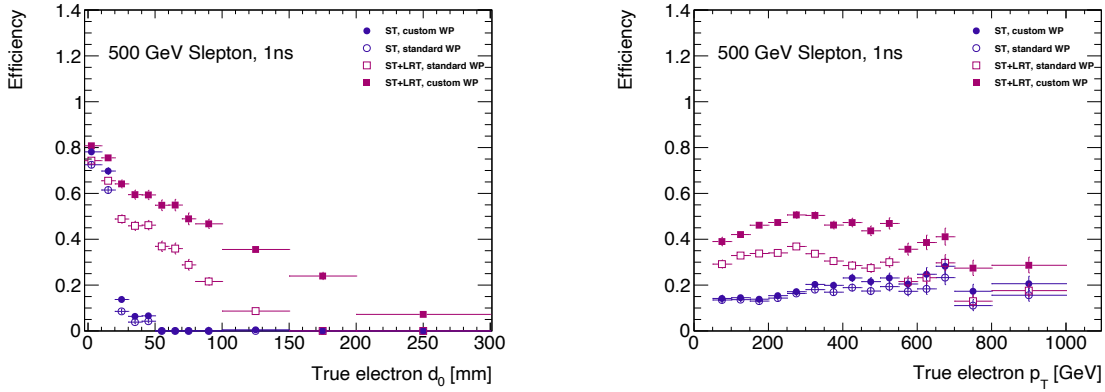 Efficiency
1.4
1.2
1
0.8
0.6
0.4
0.2
0
500 GeV Slepton, 1ns
ST, custom WP
ST, standard WP
ST+LRT, standard WP
ST+LRT, custom WP
0 50 100 150 200 250 300
True electron d0 [mm]
Efficiency
1.4
1.2
1
0.8
0.6
0.4
0.2
0
500 GeV Slepton, 1ns
ST, custom WP
ST, standard WP
ST+LRT, standard WP
ST+LRT, custom WP
0 200 400 600 800 1000
True electron pT [GeV]